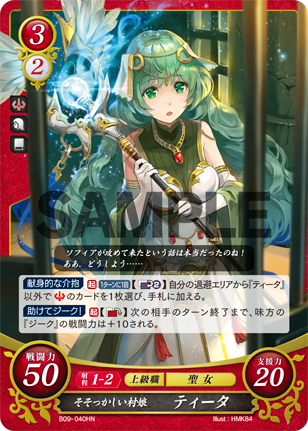 3
2
SAMPLE
ソフィアが攻めて来たという話は本当だったのね!
ああ、どうしよう……
献身的な介抱 起 1ターンに1回 【 2】自分の退避エリアから『ティータ』
以外で のカードを1枚選び、手札に加える。
助けてジーク! 起 【 】次の相手のターン終了まで、味方の
『ジーク』の戦闘力は+10される。
戦闘力
50
射程 1-2 上級職 聖女
支援力
20
そそっかしい村娘 ティータ
B09-040HN
Illust:HMK84